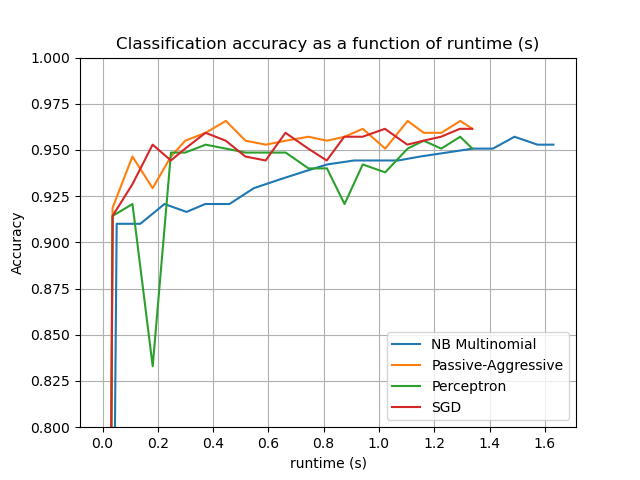 Classification accuracy as a function of runtime (s)
1.000
0.975
0.950
0.925
0.900
0.875
0.850
0.825
0.800
Accuracy
NB Multinomial
Passive-Aggressive
Perceptron
SGD
0.0 0.2 0.4 0.6 0.8 1.0 1.2 1.4 1.6
runtime (s)